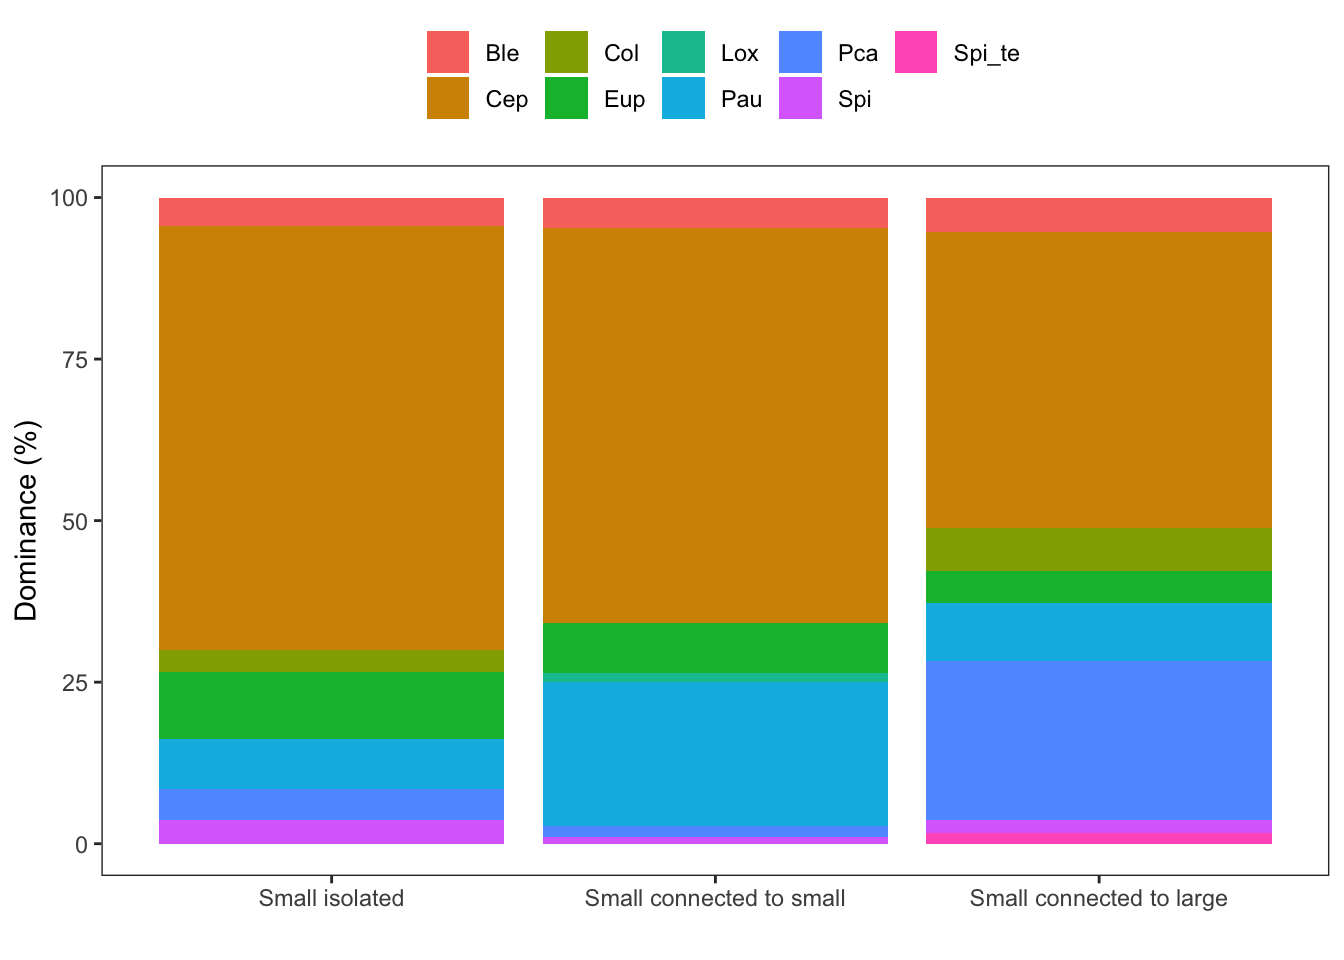 Ble Col Lox Pca Spi_te
Cep Eup Pau Spi
Dominance (%)
100
75
50
25
0
Small isolated Small connected to small Small connected to large